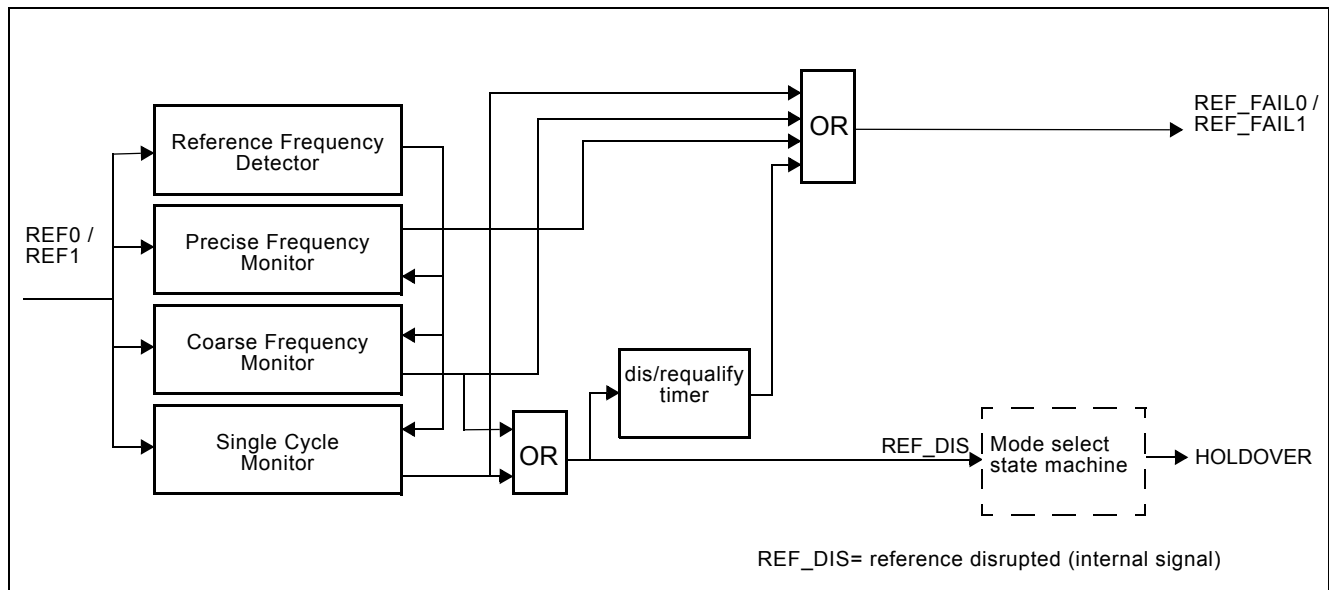 REF0 /
REF1
Reference Frequency
Detector
Precise Frequency
Monitor
Coarse Frequency
Monitor
Single Cycle
Monitor
OR
dis/requalify
timer
OR
REF_FAIL0 /
REF_FAIL1
REF_DIS
Mode select
state machine
HOLDOVER
REF_DIS= reference disrupted (internal signal)